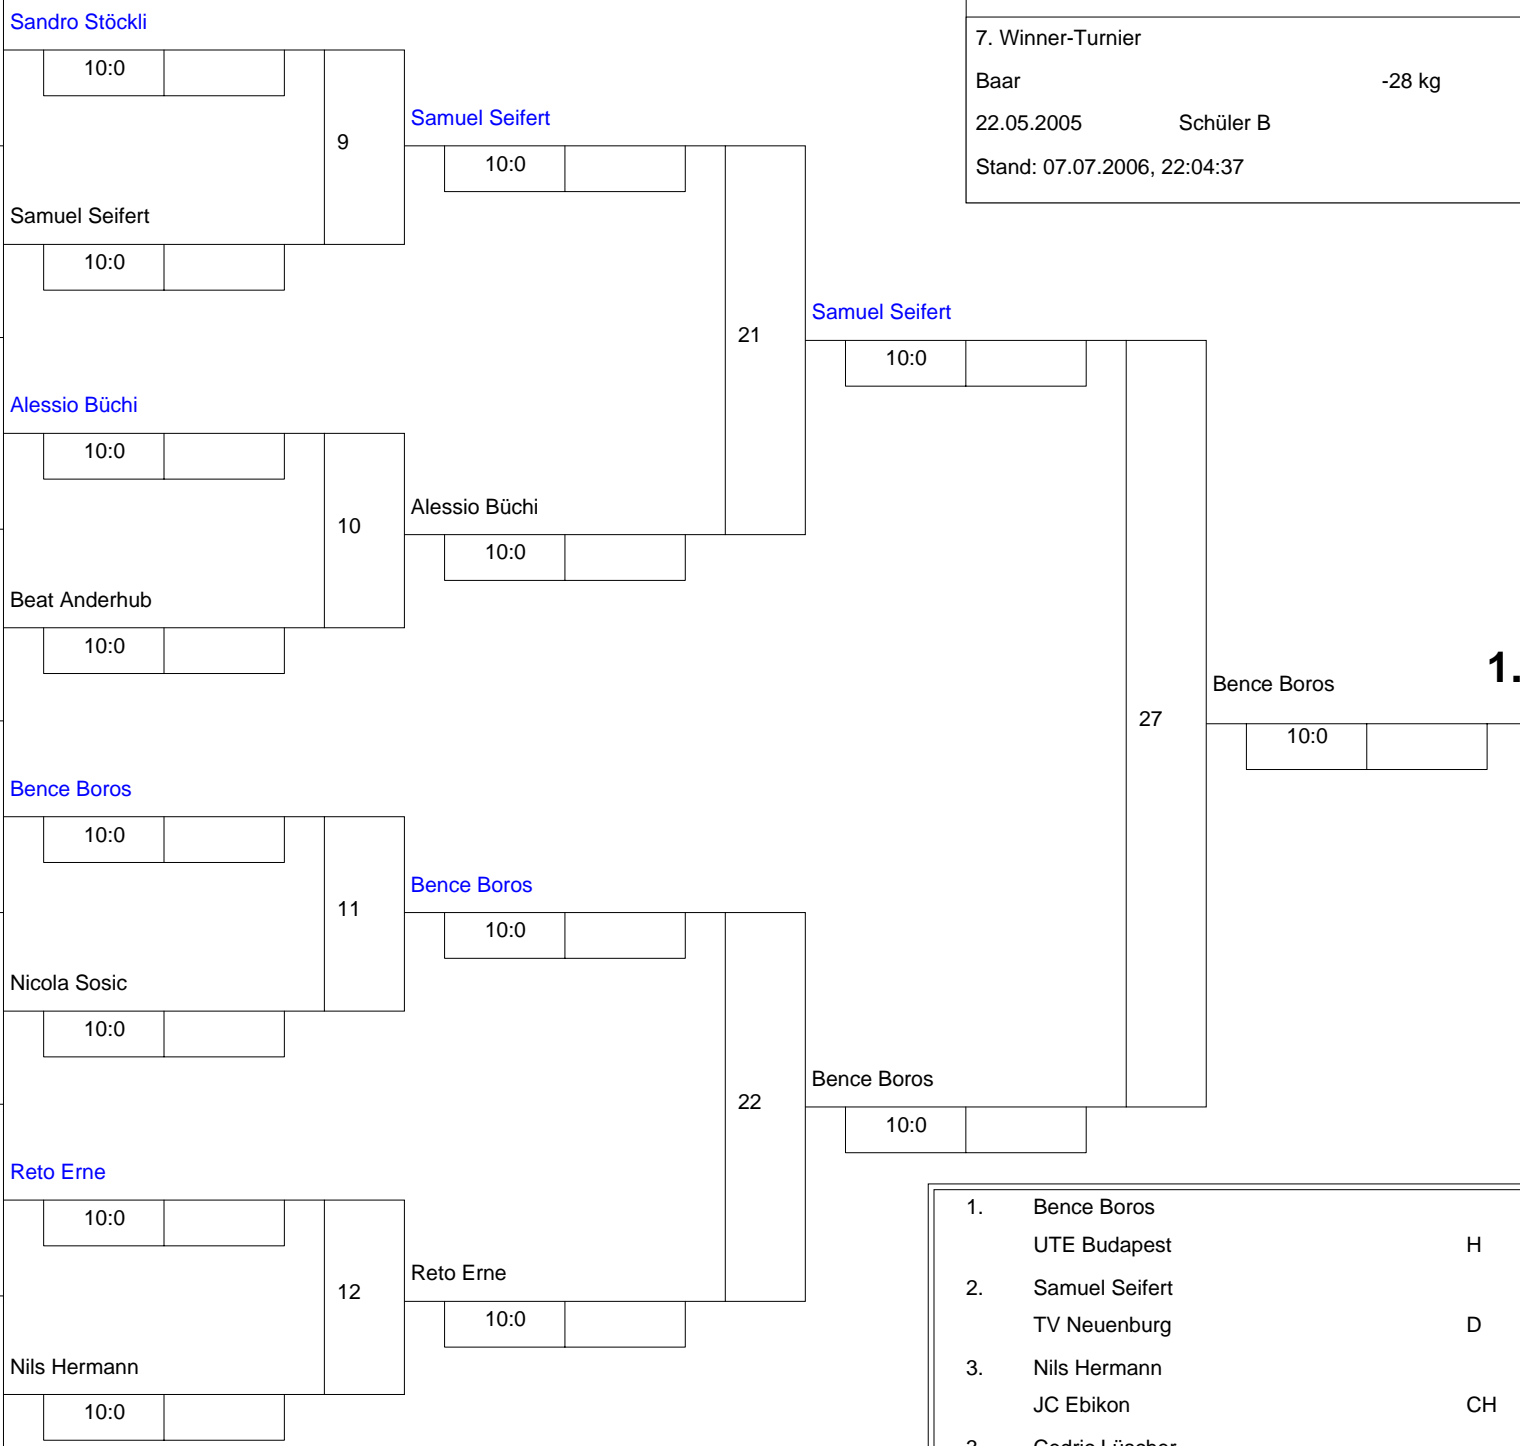 Sandro Stöckli
10:0
9
Samuel Seifert
10:0
Samuel Seifert
10:0
Alessio Büchi
10:0
10
Beat Anderhub
10:0
Bence Boros
10:0
11
Nicola Sosic
10:0
Reto Erne
10:0
12
Nils Hermann
10:0
21
Alessio Büchi
10:0
Bence Boros
10:0
22
Reto Erne
10:0
Samuel Seifert
10:0
27
Bence Boros
10:0
Bence Boros 1.
10:0
7. Winner-Turnier
Baar -28 kg
22.05.2005 Schüler B
Stand: 07.07.2006, 22:04:37
1. Bence Boros
UTE Budapest H
2. Samuel Seifert
TV Neuenburg D
3. Nils Hermann
JC Ebikon CH
3. Cedric Lüscher